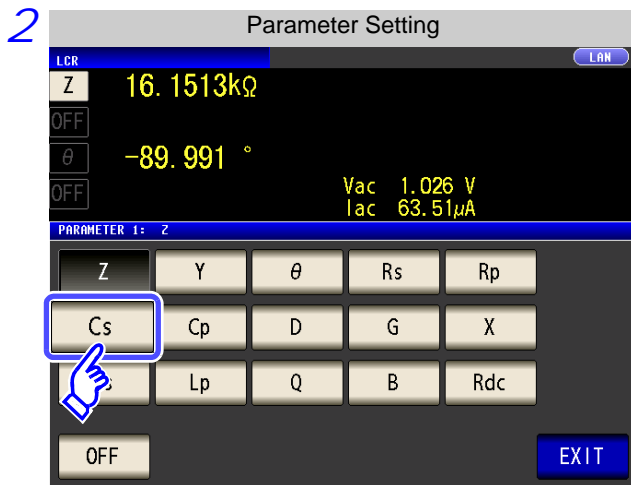 2
Parameter Setting
LCR
LAN
Z 16.1513kΩ
OFF
θ -89.991 °
OFF
Vac 1.026 V
Iac 63.51μA
PARAMETER 1: Z
Z Y θ Rs Rp
Cs Cp D G X
Lp Q B Rdc
OFF EXIT